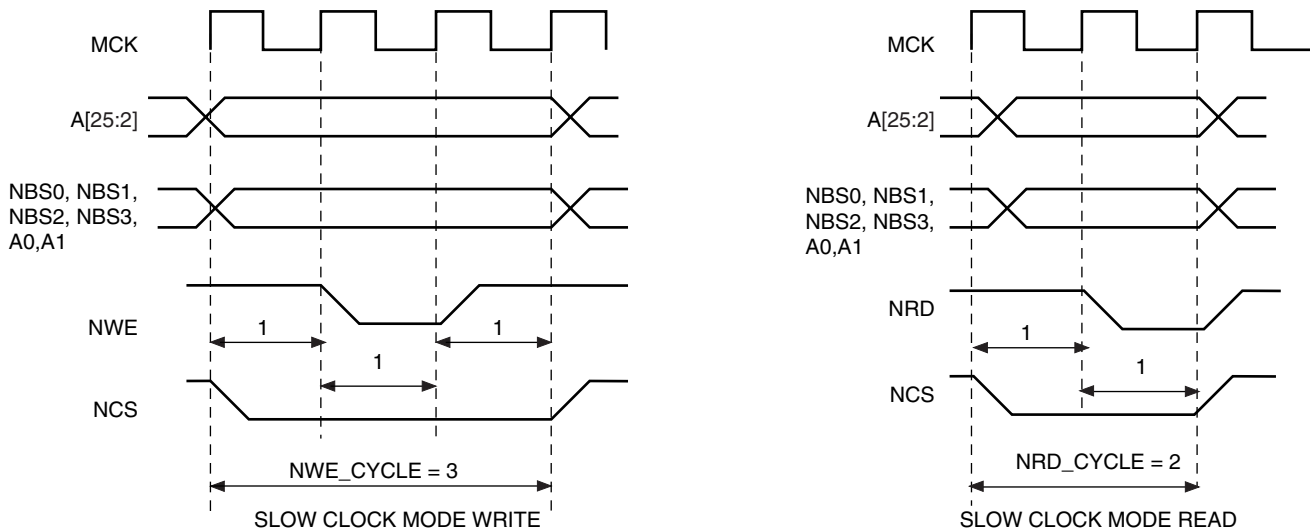 MCK
A[25:2]
NBS0, NBS1,
NBS2, NBS3,
A0,A1
NWE
1
1
1
NCS
NWE_CYCLE = 3
SLOW CLOCK MODE WRITE
MCK
A[25:2]
NBS0, NBS1,
NBS2, NBS3,
A0,A1
NRD
1
1
NCS
NRD_CYCLE = 2
SLOW CLOCK MODE READ